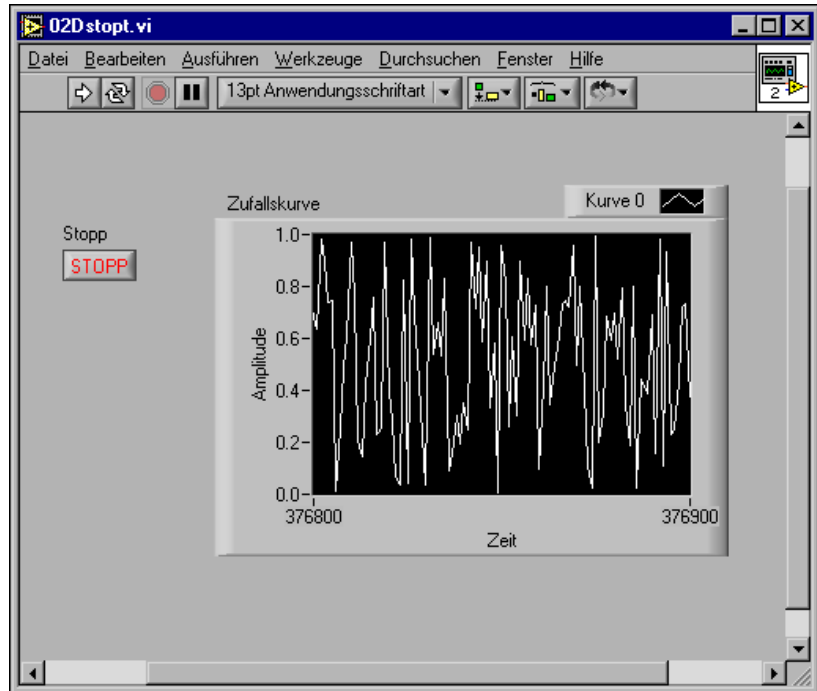 02Dstopt.vi
Datei Bearbeiten Ausführen Werkzeuge Durchsuchen Fenster Hilfe
13pt Anwendungsschriftart
2
Zufallskurve
Kurve 0
Stopp
STOPP
1.0
0.8
0.6
0.4
0.2
0.0
Amplitude
376800
376900
Zeit